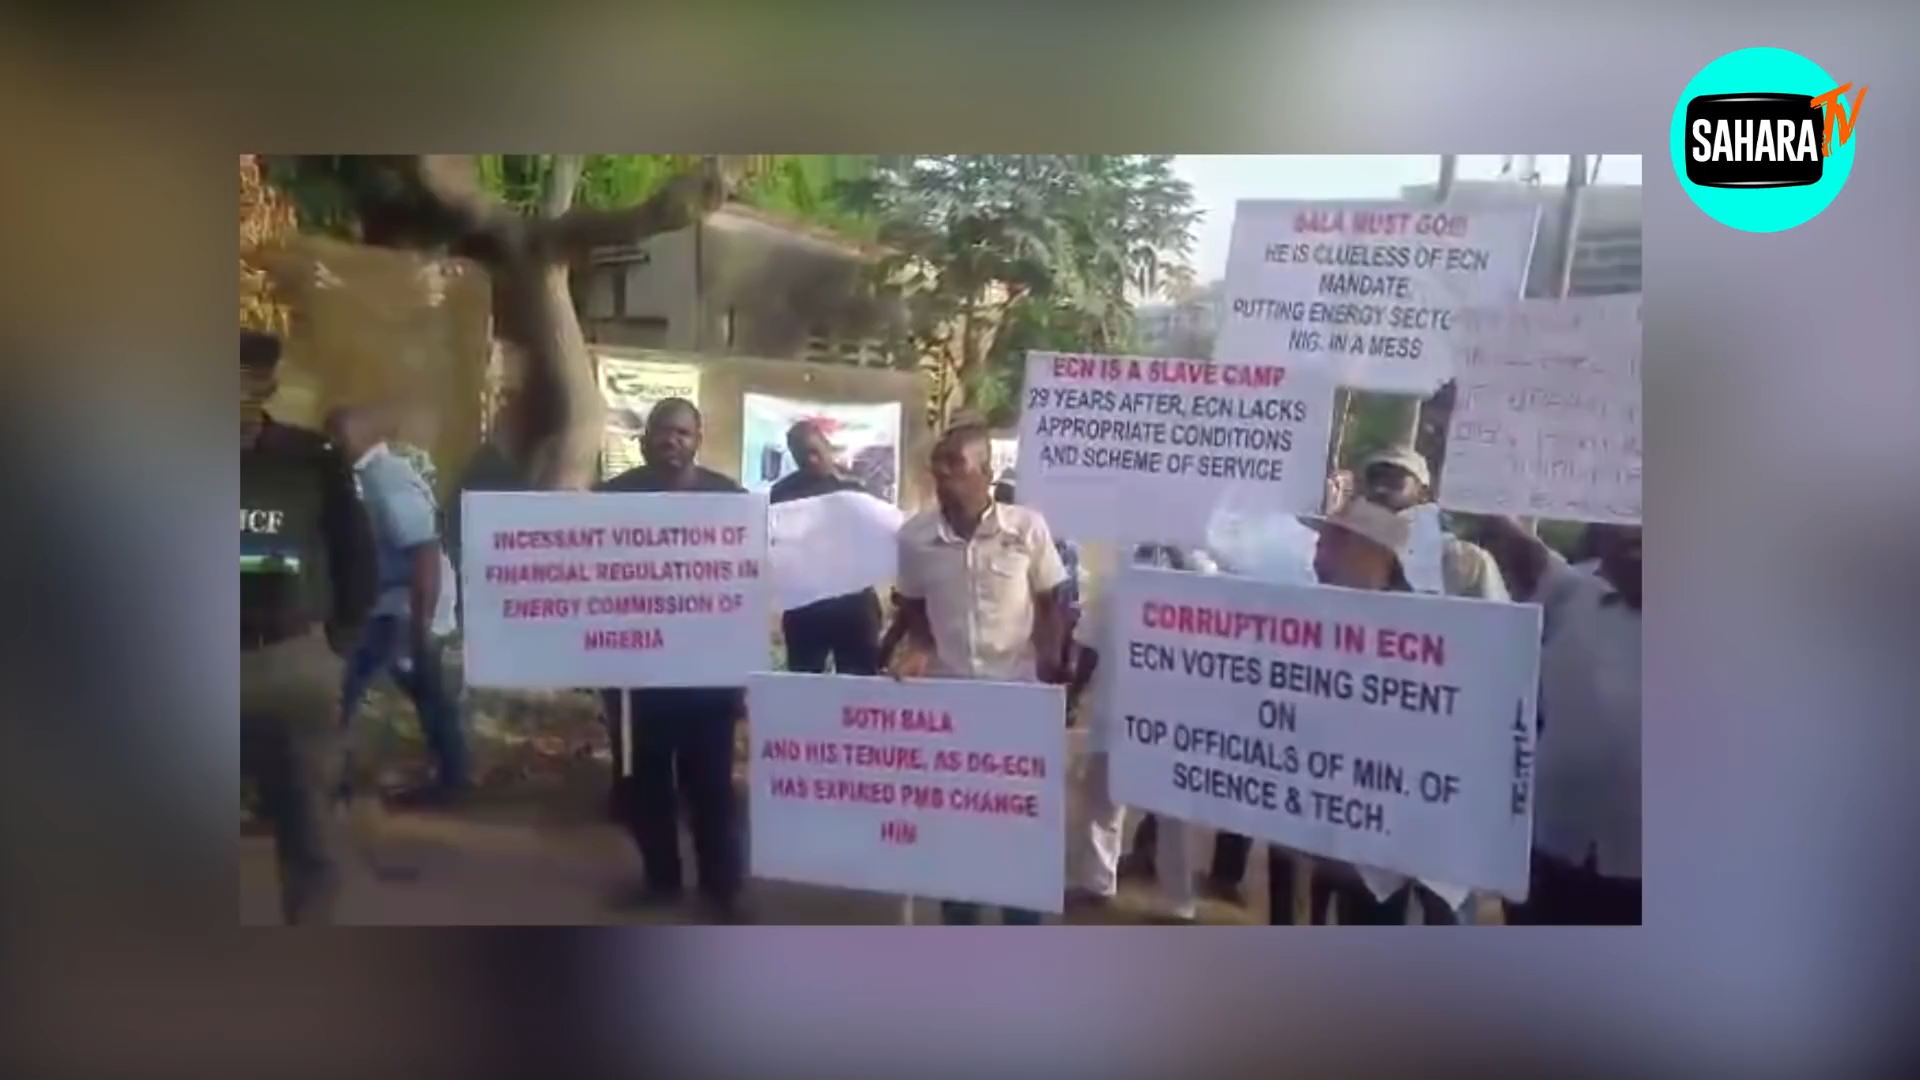 SAHARA TV
BALA MUST GO!!!
HE IS CLUELESS OF ECN
MANDATE,
PUTTING ENERGY SECTO
NIG. IN A MESS
ECN IS A SLAVE CAMP
29 YEARS AFTER, ECN LACKS
APPROPRIATE CONDITIONS
AND SCHEME OF SERVICE
INCESSANT VIOLATION OF
FINANCIAL REGULATIONS IN
ENERGY COMMISSION OF
NIGERIA
CORRUPTION IN ECN
ECN VOTES BEING SPENT
ON
TOP OFFICIALS OF MIN. OF
SCIENCE & TECH.
BOTH BALA
AND HIS TENURE, AS DG-ECN
HAS EXPIRED PMB CHANGE
HIM